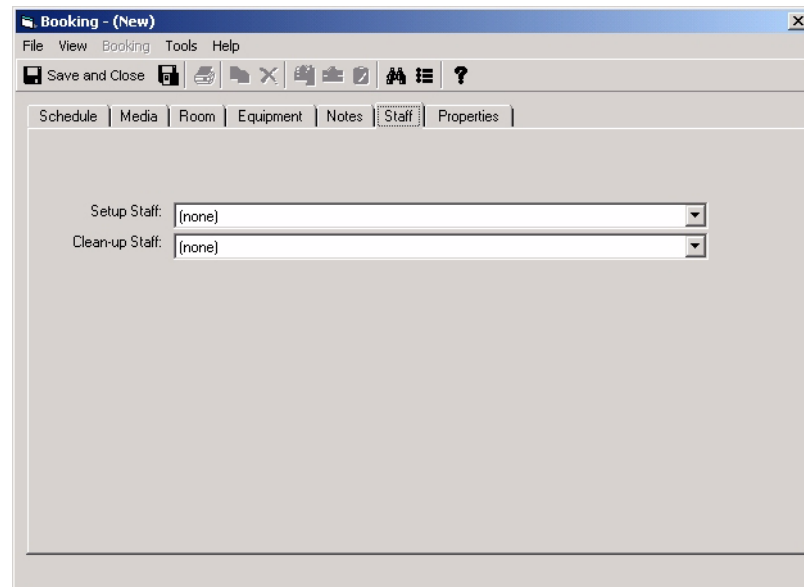 Booking - (New)
File View Booking Tools Help
Save and Close
Schedule Media Room Equipment Notes Staff Properties
Setup Staff: (none)
Clean-up Staff: (none)